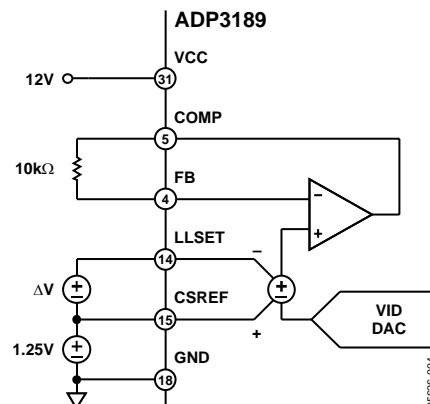 ADP3189
VCC
12V
31
COMP
5
10kΩ
FB
4
LLSET
14
ΔV
CSREF
15
1.25V
GND
18
VID
DAC